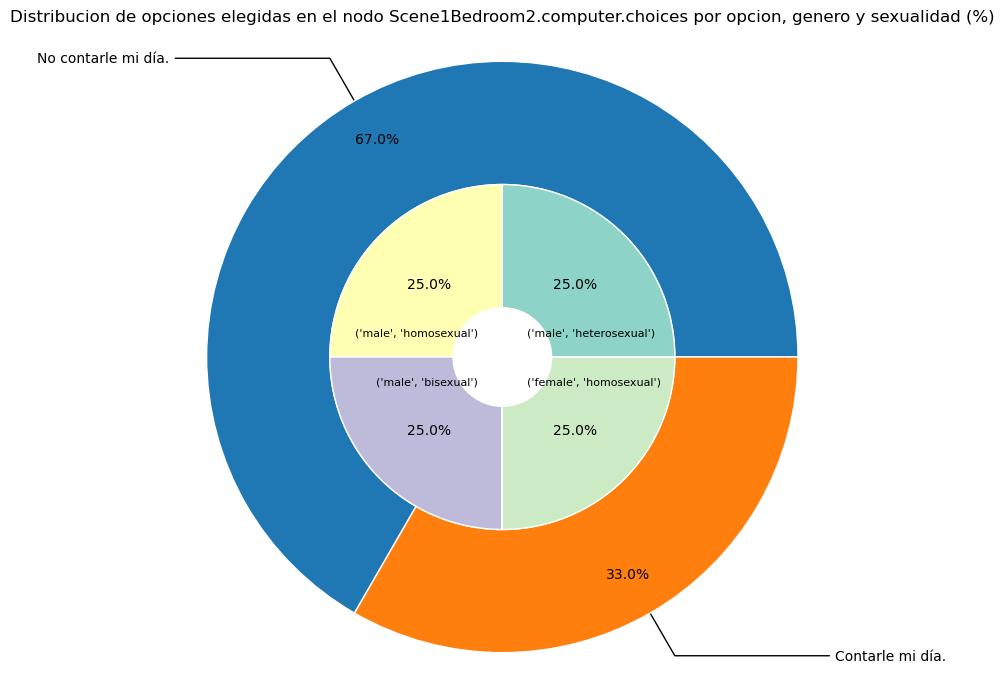 Distribucion de opciones elegidas en el nodo Scene1Bedroom2.computer.choices por opcion, genero y sexualidad (%)
No contarle mi día.
67.0%
25.0%
25.0%
('male', 'homosexual')
('male', 'heterosexual')
('male', 'bisexual')
('female', 'homosexual')
25.0%
25.0%
33.0%
Contarle mi día.